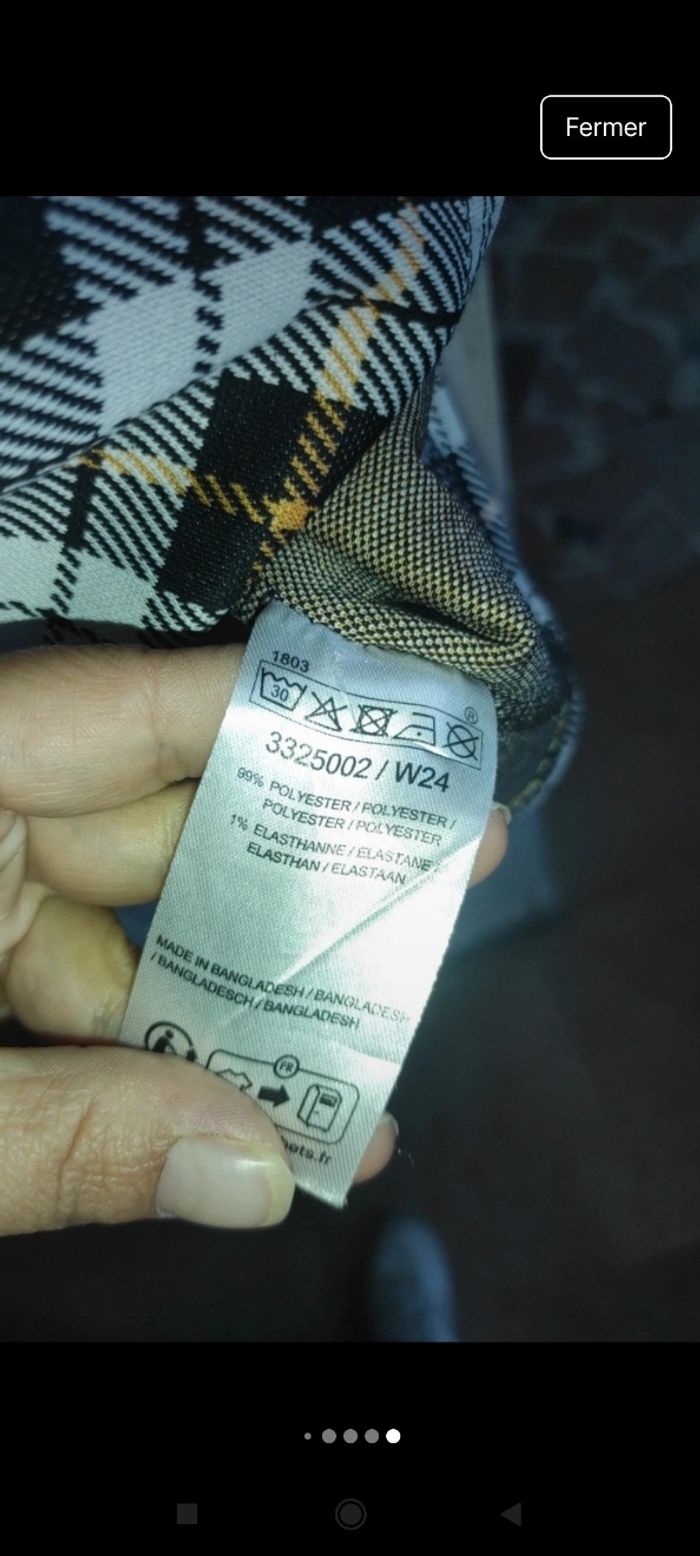 Fermer
1803
30
®
3325002 / W24
99% POLYESTER / POLYESTER /
POLYESTER / POLYESTER
1% ELASTHANNE / ELASTANE /
ELASTHAN / ELASTAAN
MADE IN BANGLADESH / BANGLADESH
/ BANGLADESCH / BANGLADESH
FR